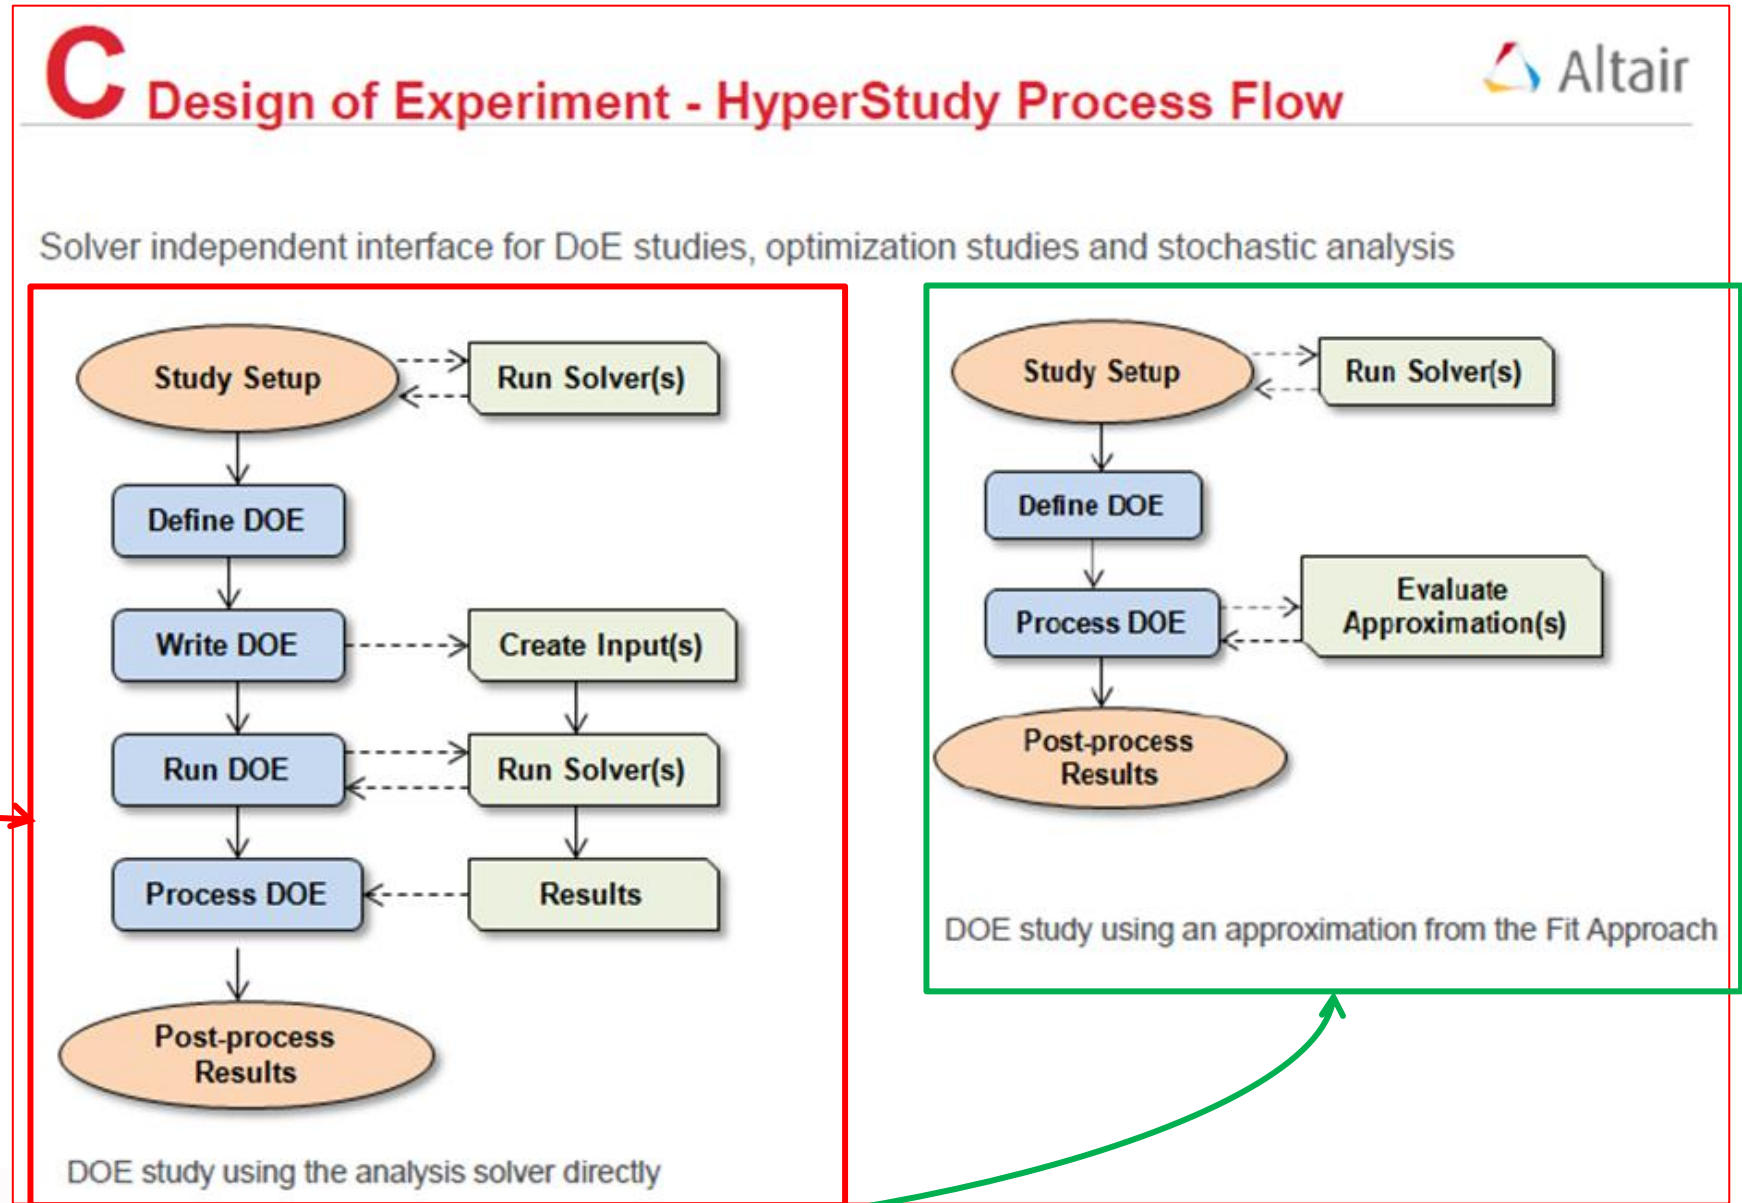 C Design of Experiment - HyperStudy Process Flow
Altair
Solver independent interface for DoE studies, optimization studies and stochastic analysis
Study Setup
Run Solver(s)
Define DOE
Write DOE
Create Input(s)
Run DOE
Run Solver(s)
Process DOE
Results
Post-process
Results
DOE study using the analysis solver directly
Study Setup
Run Solver(s)
Define DOE
Process DOE
Evaluate
Approximation(s)
Post-process
Results
DOE study using an approximation from the Fit Approach